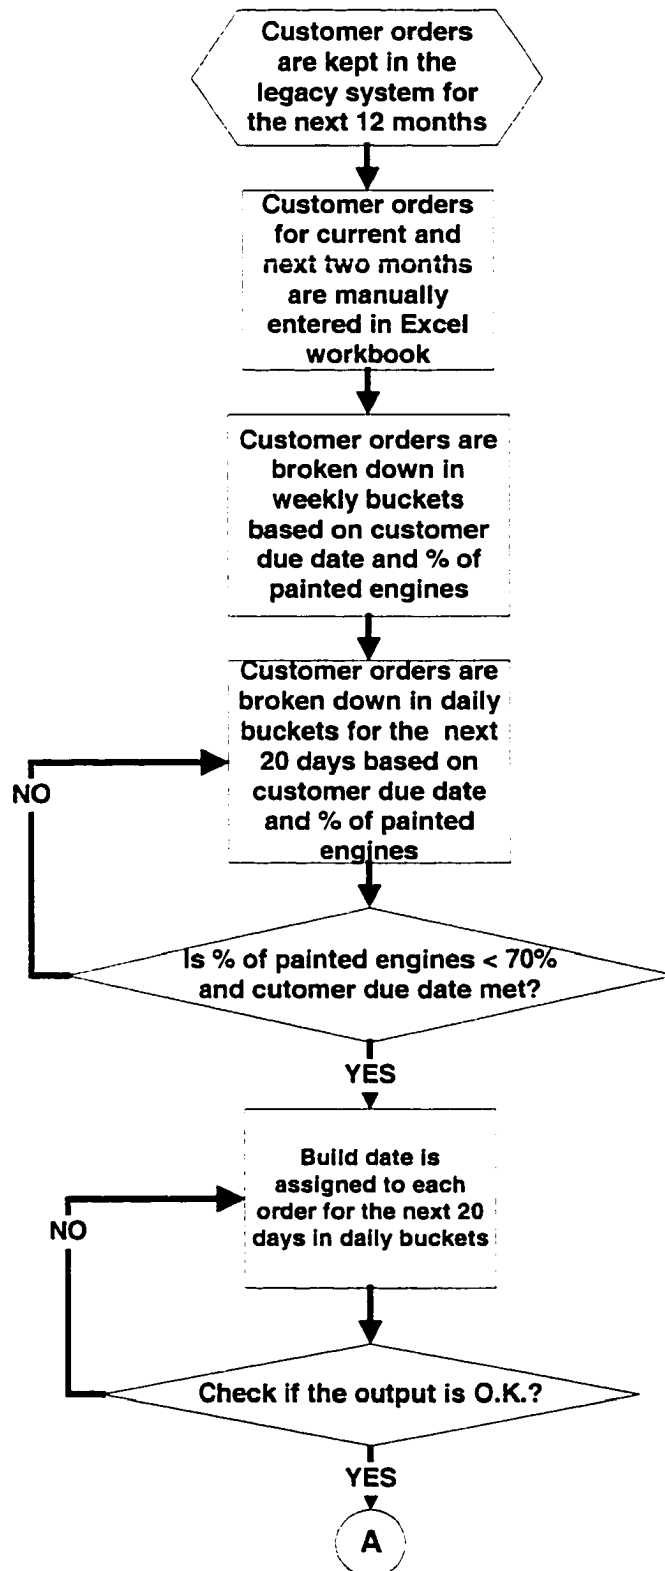 Customer orders
are kept in the
legacy system for
the next 12 months
Customer orders
for current and
next two months
are manually
entered in Excel
workbook
Customer orders are
broken down in
weekly buckets
based on customer
due date and % of
painted engines
Customer orders are
broken down in daily
buckets for the next
20 days based on
customer due date
and % of painted
engines
NO
Is % of painted engines < 70%
and cutomer due date met?
YES
Build date is
assigned to each
order for the next 20
days in daily buckets
NO
Check if the output is O.K.?
YES
A